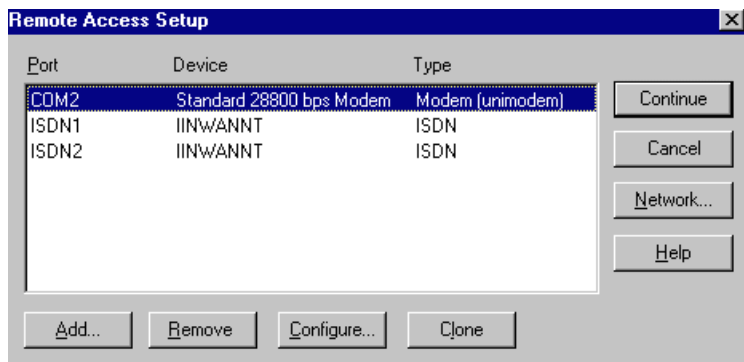 Remote Access Setup
Port Device Type
COM2 Standard 28800 bps Modem Modem (unimodem)
ISDN1 IINWANNT ISDN
ISDN2 IINWANNT ISDN
Continue
Cancel
Network...
Help
Add... Remove Configure... Clone